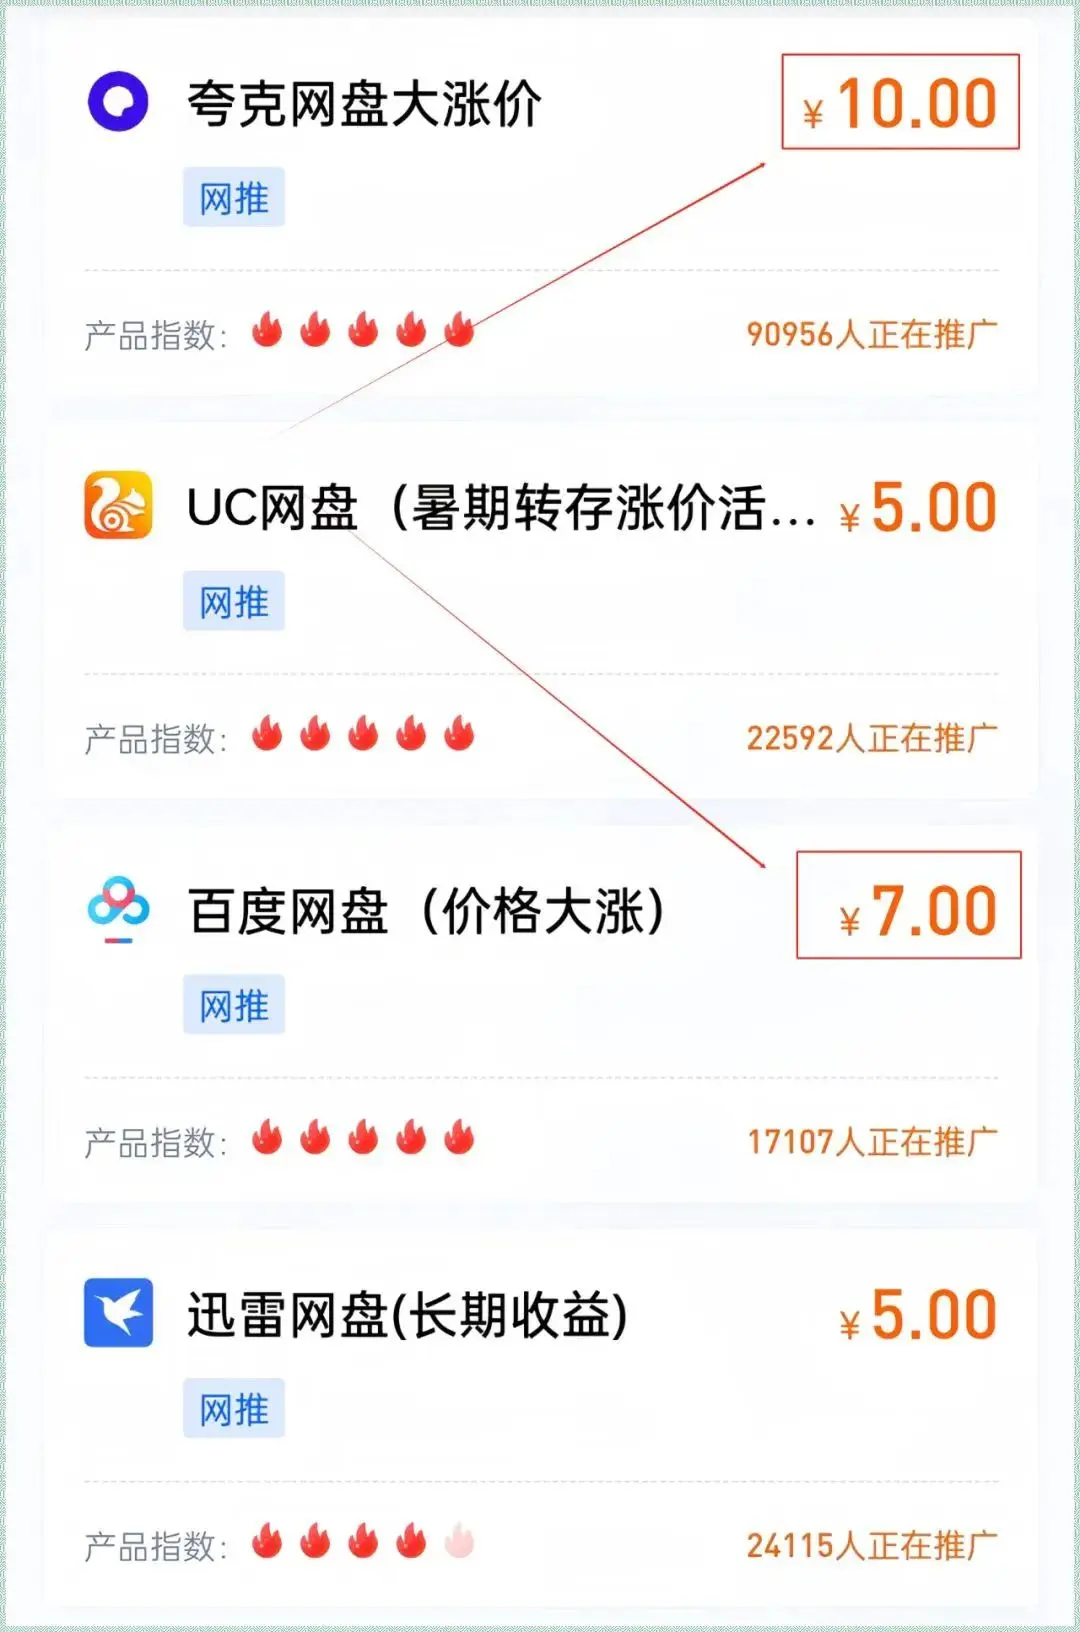 夸克网盘大涨价
¥10.00
网推
产品指数：
90956人正在推广
UC网盘（暑期转存涨价活...
¥5.00
网推
产品指数：
22592人正在推广
百度网盘（价格大涨）
¥7.00
网推
产品指数：
17107人正在推广
迅雷网盘(长期收益)
¥5.00
网推
产品指数：
24115人正在推广